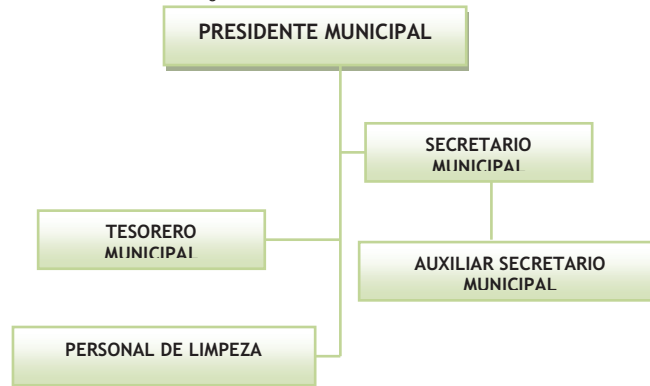 PRESIDENTE MUNICIPAL
SECRETARIO
MUNICIPAL
TESORERO
MUNICIPAL
AUXILIAR SECRETARIO
MUNICIPAL
PERSONAL DE LIMPEZA